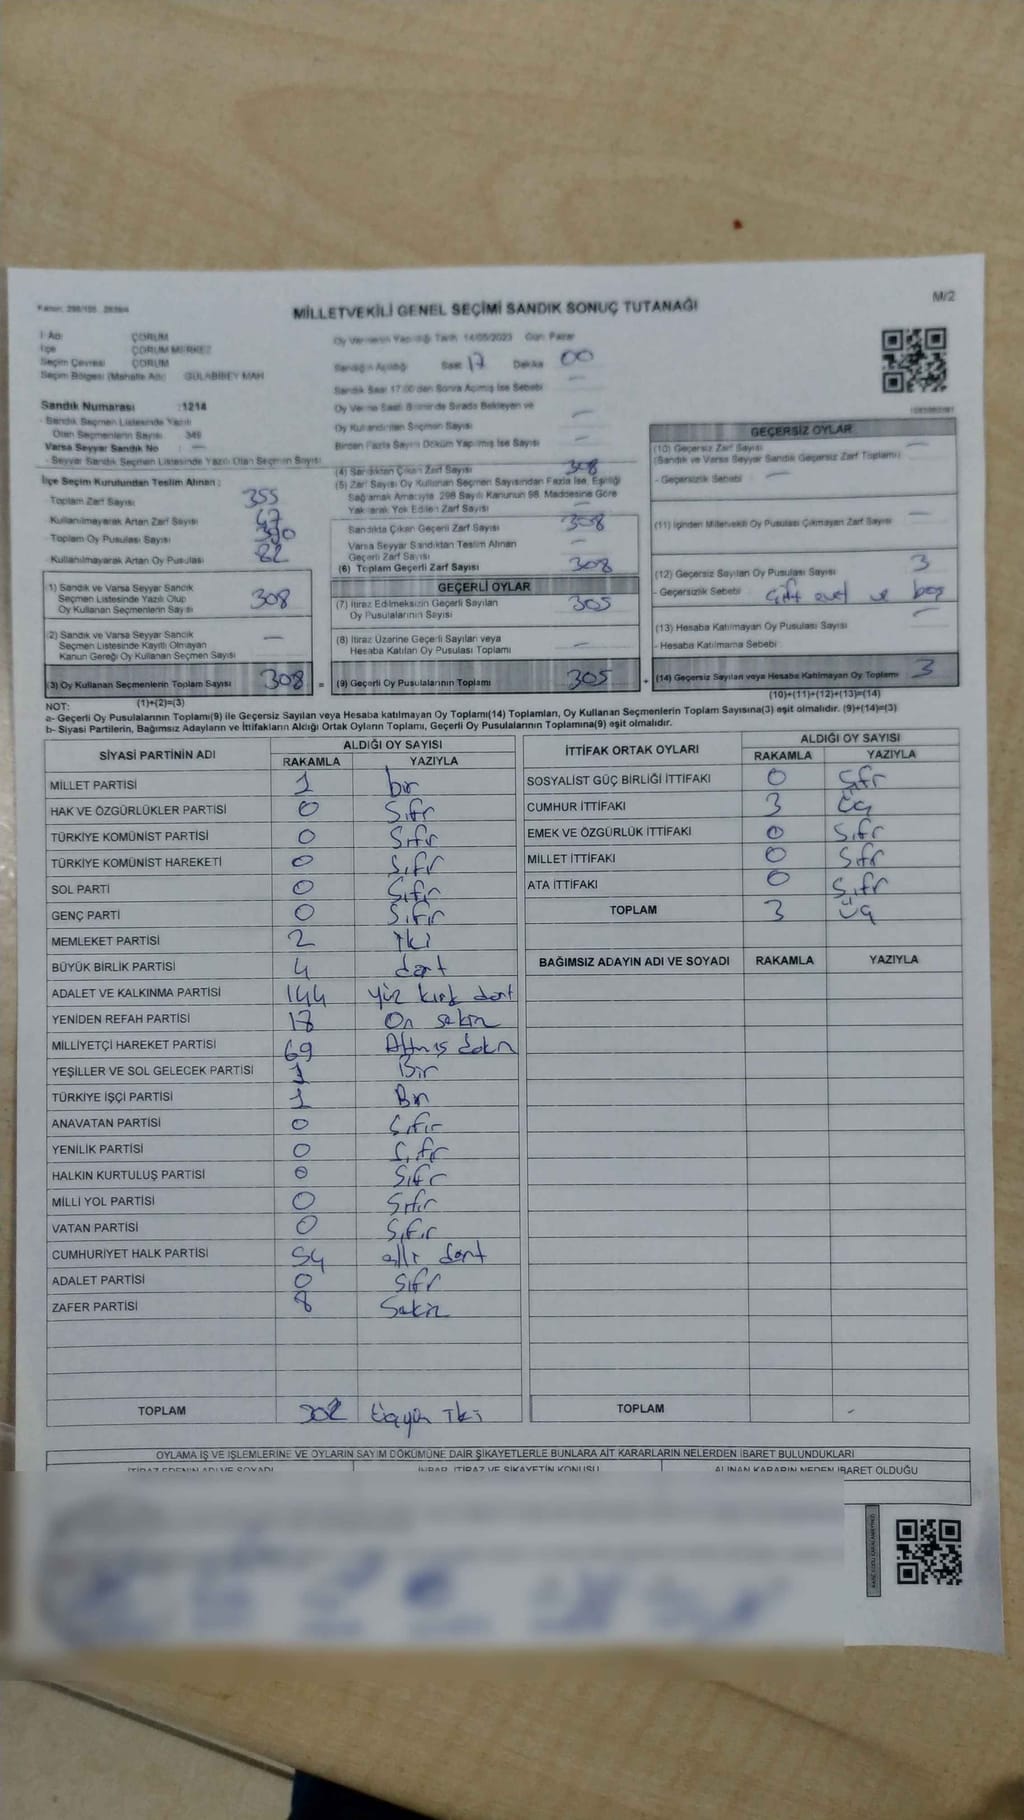 M/2
MİLLETVEKİLİ GENEL SEÇİMİ SANDIK SONUÇ TUTANAĞI
İl Adı ÇORUM
İlçe ÇORUM MERKEZ
Seçim Çevresi ÇORUM
Seçim Bölgesi (Mahalle Adı) GÜLABİBEY MAH
Sandık Numarası :1214
Sandık Seçmen Listesinde Yazılı
Olan Seçmenlerin Sayısı 349
Varsa Seyyar Sandık No —
Seyyar Sandık Seçmen Listesinde Yazılı Olan Seçmen Sayısı
İlçe Seçim Kurulundan Teslim Alınan :
Toplam Zarf Sayısı 355
Kullanılmayarak Artan Zarf Sayısı 47
Toplam Oy Pusulası Sayısı
Kullanılmayarak Artan Oy Pusulası 82
1) Sandık ve Varsa Seyyar Sandık
Seçmen Listesinde Yazılı Olup
Oy Kullanan Seçmenlerin Sayısı 308
(2) Sandık ve Varsa Seyyar Sandık
Seçmen Listesinde Kayıtlı Olmayan
Kanun Gereği Oy Kullanan Seçmen Sayısı —
(3) Oy Kullanan Seçmenlerin Toplam Sayısı 308 =
(1)+(2)=(3)
Oy Vermenin Yapıldığı Tarih 14/05/2023 Gün: Pazar
Sandığın Açıldığı Saat 17 Dakika 00
Sandık Saat 17:00'den Sonra Açılmış İse Sebebi —
Oy Verme Saati Bitiminde Sırada Bekleyen ve
Oy Kullandırılan Seçmen Sayısı —
Birden Fazla Sayım Döküm Yapılmış İse Sayısı —
(4) Sandıktan Çıkan Zarf Sayısı 308
(5) Zarf Sayısı Oy Kullanan Seçmen Sayısından Fazla İse, Eşitliği
Sağlamak Amacıyla 298 Sayılı Kanunun 98. Maddesine Göre
Yakılarak Yok Edilen Zarf Sayısı —
Sandıkta Çıkan Geçerli Zarf Sayısı 308
Varsa Seyyar Sandıktan Teslim Alınan
Geçerli Zarf Sayısı —
(6) Toplam Geçerli Zarf Sayısı 308
GEÇERLİ OYLAR
(7) İtiraz Edilmeksizin Geçerli Sayılan
Oy Pusulalarının Sayısı 305
(8) İtiraz Üzerine Geçerli Sayılan veya
Hesaba Katılan Oy Pusulası Toplamı —
(9) Geçerli Oy Pusulalarının Toplamı 305 +
GEÇERSİZ OYLAR
(10) Geçersiz Zarf Sayısı —
(Sandık ve Varsa Seyyar Sandık Geçersiz Zarf Toplamı)
- Geçersizlik Sebebi —
(11) İçinden Milletvekili Oy Pusulası Çıkmayan Zarf Sayısı —
(12) Geçersiz Sayılan Oy Pusulası Sayısı 3
- Geçersizlik Sebebi çift evet ve boş
(13) Hesaba Katılmayan Oy Pusulası Sayısı —
- Hesaba Katılmama Sebebi
(14) Geçersiz Sayılan veya Hesaba Katılmayan Oy Toplamı 3
(10)+(11)+(12)+(13)=(14)
NOT:
a- Geçerli Oy Pusulalarının Toplamı(9) ile Geçersiz Sayılan veya Hesaba katılmayan Oy Toplamı(14) Toplamları, Oy Kullanan Seçmenlerin Toplam Sayısına(3) eşit olmalıdır. (9)+(14)=(3)
b- Siyasi Partilerin, Bağımsız Adayların ve İttifakların Aldığı Ortak Oyların Toplamı, Geçerli Oy Pusulalarının Toplamına(9) eşit olmalıdır.
SİYASİ PARTİNİN ADI ALDIĞI OY SAYISI
RAKAMLA YAZIYLA
MİLLET PARTİSİ 1 bir
HAK VE ÖZGÜRLÜKLER PARTİSİ 0 Sıfır
TÜRKİYE KOMÜNİST PARTİSİ 0 Sıfır
TÜRKİYE KOMÜNİST HAREKETİ 0 Sıfır
SOL PARTİ 0 Sıfır
GENÇ PARTİ 0 Sıfır
MEMLEKET PARTİSİ 2 iki
BÜYÜK BİRLİK PARTİSİ 4 dört
ADALET VE KALKINMA PARTİSİ 144 yüz kırk dört
YENİDEN REFAH PARTİSİ 18 On sekiz
MİLLİYETÇİ HAREKET PARTİSİ 69 Altmış dokz
YEŞİLLER VE SOL GELECEK PARTİSİ 1 Bir
TÜRKİYE İŞÇİ PARTİSİ 1 Bir
ANAVATAN PARTİSİ 0 Sıfır
YENİLİK PARTİSİ 0 Sıfır
HALKIN KURTULUŞ PARTİSİ 0 Sıfır
MİLLİ YOL PARTİSİ 0 Sıfır
VATAN PARTİSİ 0 Sıfır
CUMHURİYET HALK PARTİSİ 54 elli dört
ADALET PARTİSİ 0 Sıfır
ZAFER PARTİSİ 8 Sekiz
TOPLAM 302 Üçyüz iki
İTTİFAK ORTAK OYLARI ALDIĞI OY SAYISI
RAKAMLA YAZIYLA
SOSYALİST GÜÇ BİRLİĞİ İTTİFAKI 0 Sıfır
CUMHUR İTTİFAKI 3 Üç
EMEK VE ÖZGÜRLÜK İTTİFAKI 0 Sıfır
MİLLET İTTİFAKI 0 Sıfır
ATA İTTİFAKI 0 Sıfır
TOPLAM 3 Üç
BAĞIMSIZ ADAYIN ADI VE SOYADI RAKAMLA YAZIYLA
TOPLAM -
OYLAMA İŞ VE İŞLEMLERİNE VE OYLARIN SAYIM DÖKÜMÜNE DAİR ŞİKAYETLERLE BUNLARA AİT KARARLARIN NELERDEN İBARET BULUNDUKLARI
İTİRAZ EDENİN ADI VE SOYADI İHBAR, İTİRAZ VE ŞİKAYETİN KONUSU ALINAN KARARIN NEDEN İBARET OLDUĞU